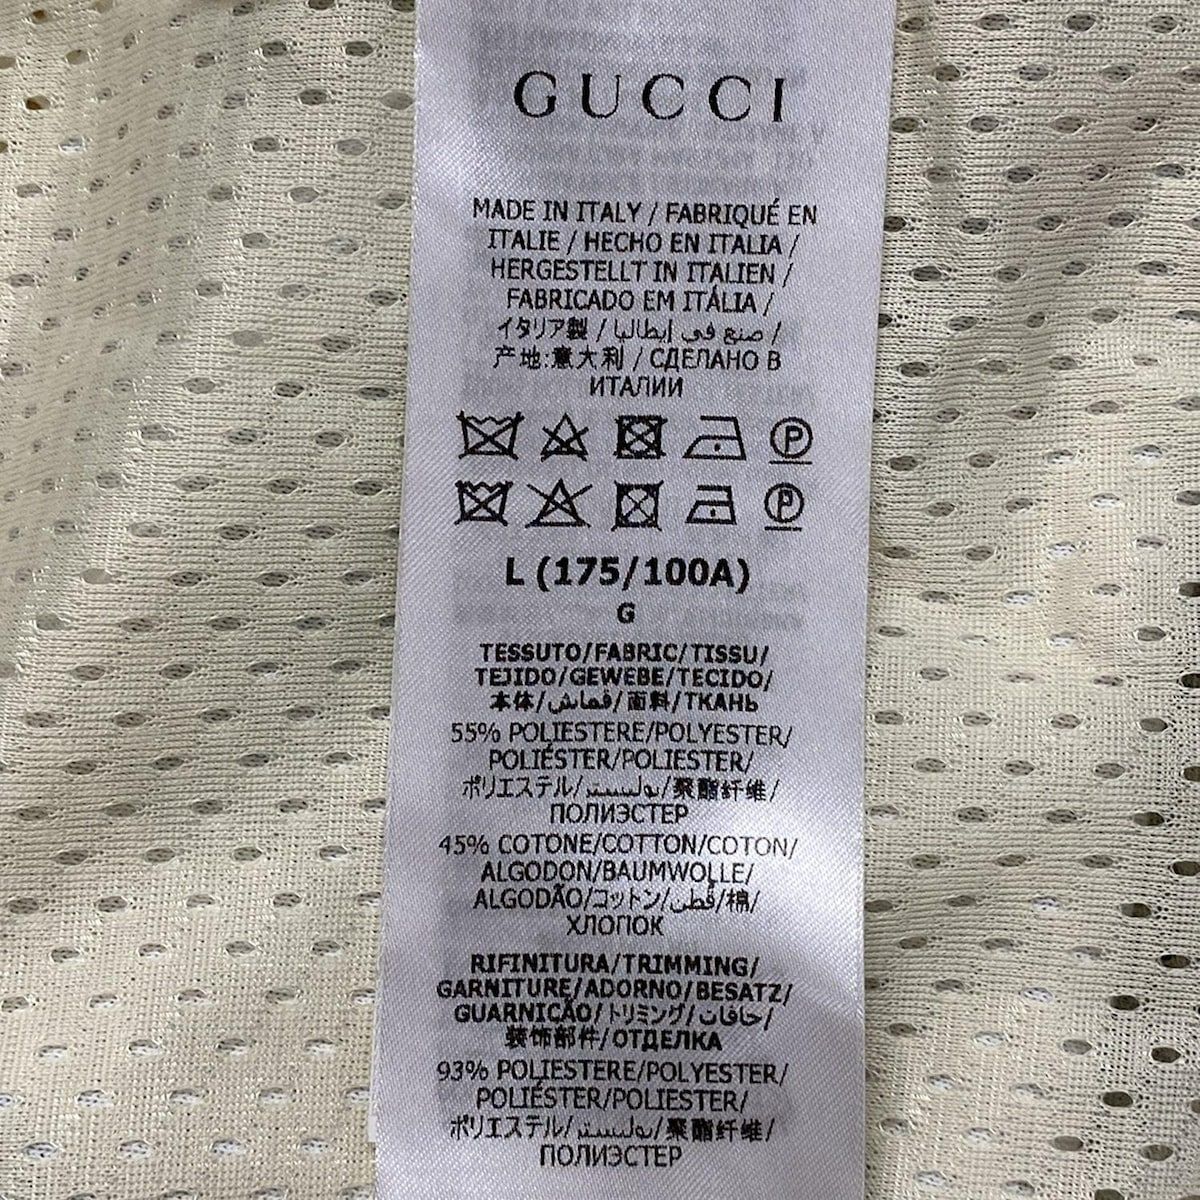 GUCCI
MADE IN ITALY / FABRIQUÉ EN
ITALIE / HECHO EN ITALIA /
HERGESTELLT IN ITALIEN /
FABRICADO EM ITÁLIA /
イタリア製 / صنع في إيطاليا /
产地:意大利 / СДЕЛАНО В
ИТАЛИИ
P
P
L (175/100A)
G
TESSUTO/FABRIC/TISSU/
TEJIDO/GEWEBE/TECIDO/
本体/قماش/面料/ТКАНЬ
55% POLIESTERE/POLYESTER/
POLIÉSTER/POLIESTER/
ポリエステル/بوليستر/聚酯纤维/
ПОЛИЭСТЕР
45% COTONE/COTTON/COTON/
ALGODON/BAUMWOLLE/
ALGODÃO/コットン/قطن/棉/
ХЛОПОК
RIFINITURA/TRIMMING/
GARNITURE/ADORNO/BESATZ/
GUARNICÃO/トリミング/حافات/
装饰部件/ОТДЕЛКА
93% POLIESTERE/POLYESTER/
POLIÉSTER/POLIESTER/
ポリエステル/بوليستر/聚酯纤维/
ПОЛИЭСТЕР